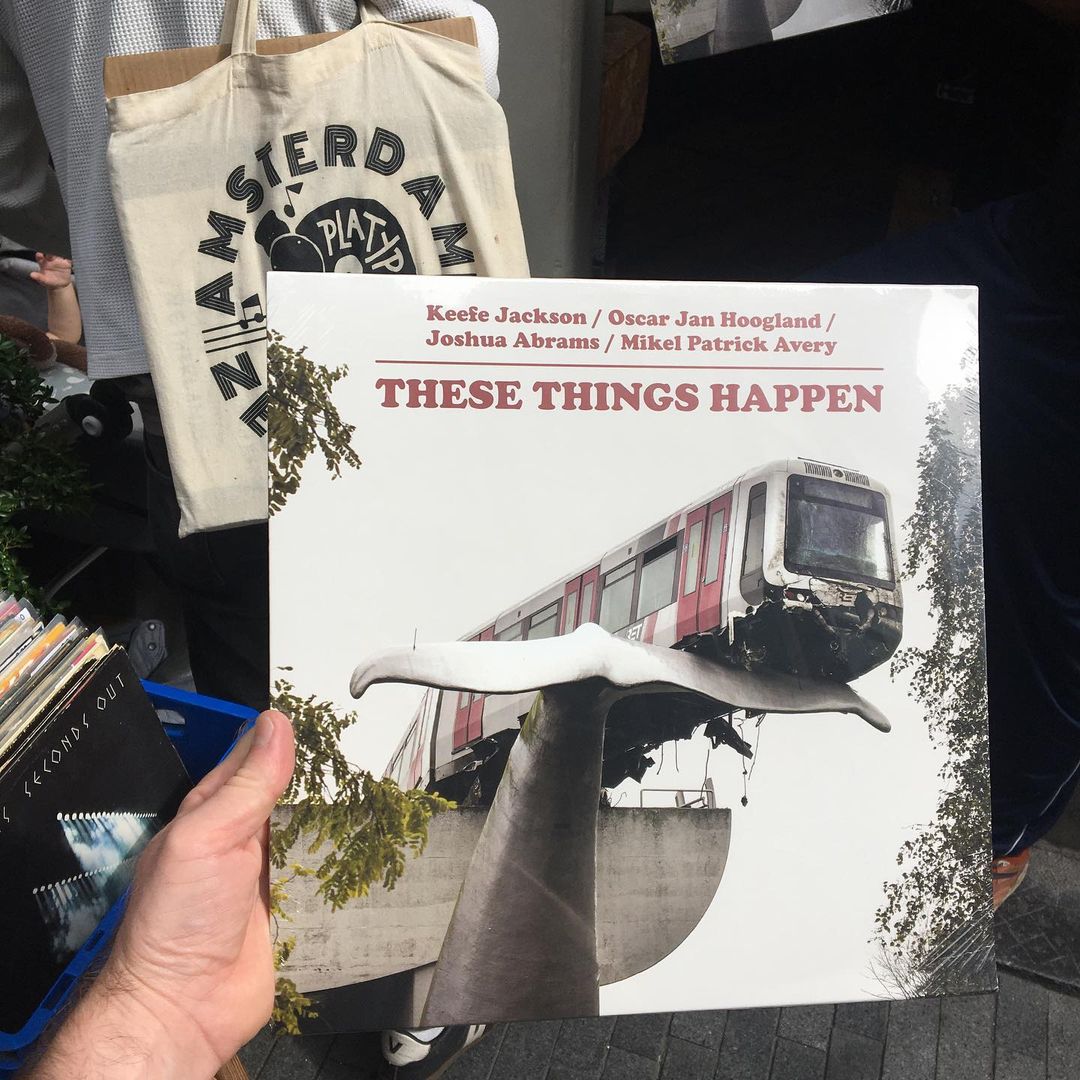 AMSTERDAM
PLATYP
Keefe Jackson / Oscar Jan Hoogland /
Joshua Abrams / Mikel Patrick Avery
THESE THINGS HAPPEN
SECONDS OUT